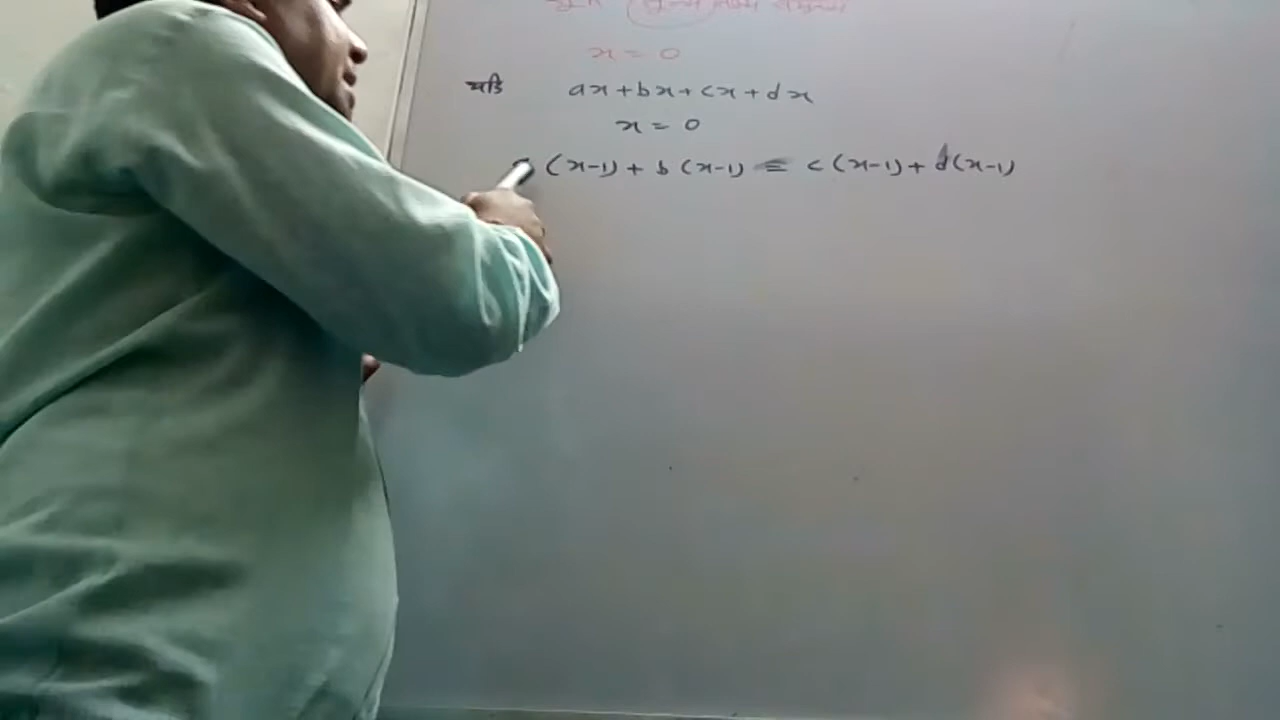 x = 0
यदि ax + bx + cx + dx
x = 0
(x-1) + b (x-1) = c (x-1) + d (x-1)